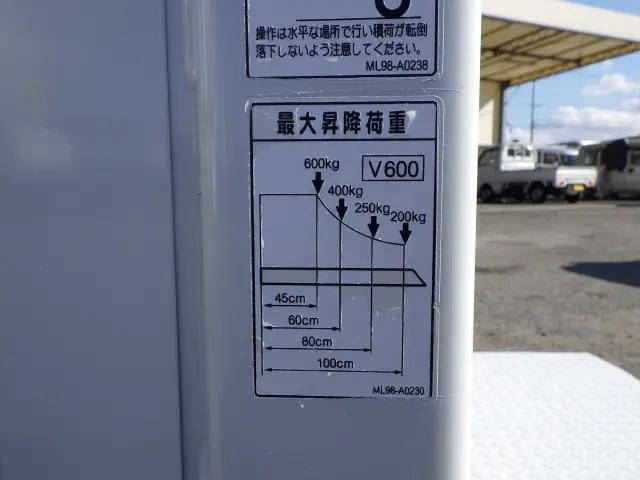 操作は水平な場所で行い積荷が転倒
落下しないよう注意してください。
ML98-A0238
最大昇降荷重
V600
600kg
400kg
250kg
200kg
45cm
60cm
80cm
100cm
ML98-A0230